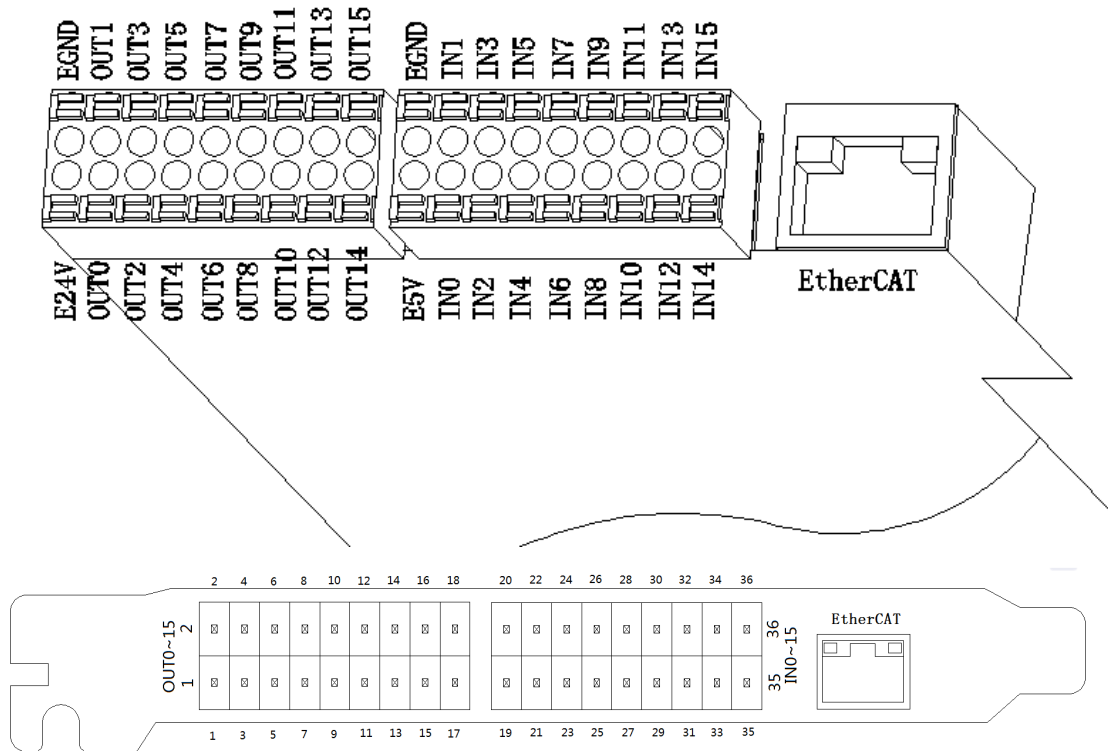 EGND OUT1 OUT3 OUT5 OUT7 OUT9 OUT11 OUT13 OUT15 EGND IN1 IN3 IN5 IN7 IN9 IN11 IN13 IN15
E24V OUT0 OUT2 OUT4 OUT6 OUT8 OUT10 OUT12 OUT14 E5V IN0 IN2 IN4 IN6 IN8 IN10 IN12 IN14
EtherCAT
2 4 6 8 10 12 14 16 18 20 22 24 26 28 30 32 34 36
OUT0~15
2
1
36
35
IN0~15
EtherCAT
1 3 5 7 9 11 13 15 17 19 21 23 25 27 29 31 33 35